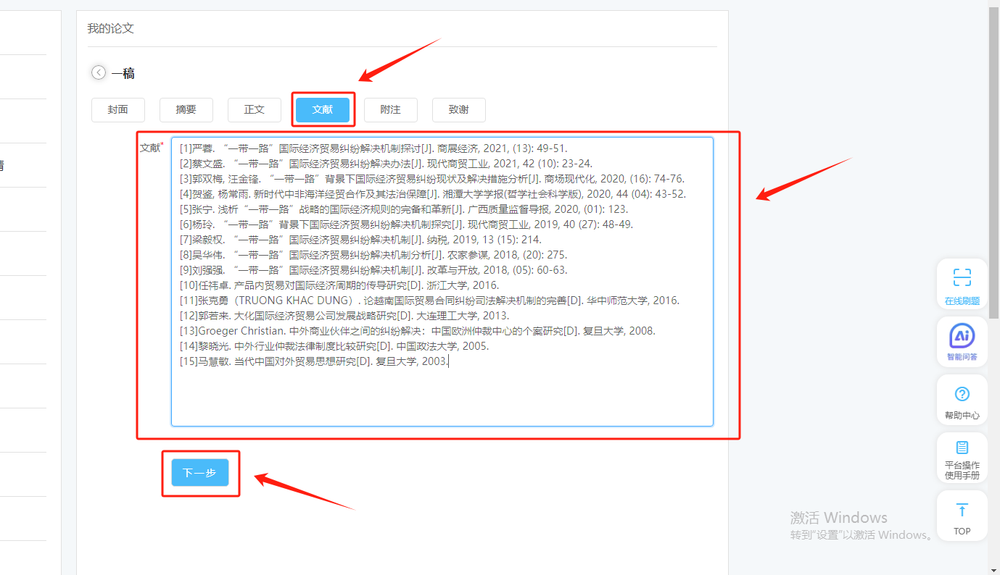 我的论文
一稿
封面
摘要
正文
文献
附注
致谢
文献*
[1]严蓉. “一带一路”国际经济贸易纠纷解决机制探讨[J]. 商展经济, 2021, (13): 49-51.
[2]蔡文盛. “一带一路”国际经济贸易纠纷解决办法[J]. 现代商贸工业, 2021, 42 (10): 23-24.
[3]郭双梅, 汪金锋. “一带一路”背景下国际经济贸易纠纷现状及解决措施分析[J]. 商场现代化, 2020, (16): 74-76.
[4]贺鉴, 杨常雨. 新时代中非海洋经贸合作及其法治保障[J]. 湘潭大学学报(哲学社会科学版), 2020, 44 (04): 43-52.
[5]张宁. 浅析“一带一路”战略的国际经济规则的完备和革新[J]. 广西质量监督导报, 2020, (01): 123.
[6]杨玲. “一带一路”背景下国际经济贸易纠纷解决机制探究[J]. 现代商贸工业, 2019, 40 (27): 48-49.
[7]梁毅权. “一带一路”国际经济贸易纠纷解决机制[J]. 纳税, 2019, 13 (15): 214.
[8]吴华伟. “一带一路”国际经济贸易纠纷解决机制分析[J]. 农家参谋, 2018, (20): 275.
[9]刘强强. “一带一路”国际经济贸易纠纷解决机制[J]. 改革与开放, 2018, (05): 60-63.
[10]任祎卓. 产品内贸易对国际经济周期的传导研究[D]. 浙江大学, 2016.
[11]张克勇（TRUONG KHAC DUNG）. 论越南国际贸易合同纠纷司法解决机制的完善[D]. 华中师范大学, 2016.
[12]郭若来. 大化国际经济贸易公司发展战略研究[D]. 大连理工大学, 2013.
[13]Groeger Christian. 中外商业伙伴之间的纠纷解决：中国欧洲仲裁中心的个案研究[D]. 复旦大学, 2008.
[14]黎晓光. 中外行业仲裁法律制度比较研究[D]. 中国政法大学, 2005.
[15]马慧敏. 当代中国对外贸易思想研究[D]. 复旦大学, 2003.
下一步
在线刷题
Ai
智能问答
帮助中心
平台操作
使用手册
TOP
激活 Windows
转到“设置”以激活 Windows。